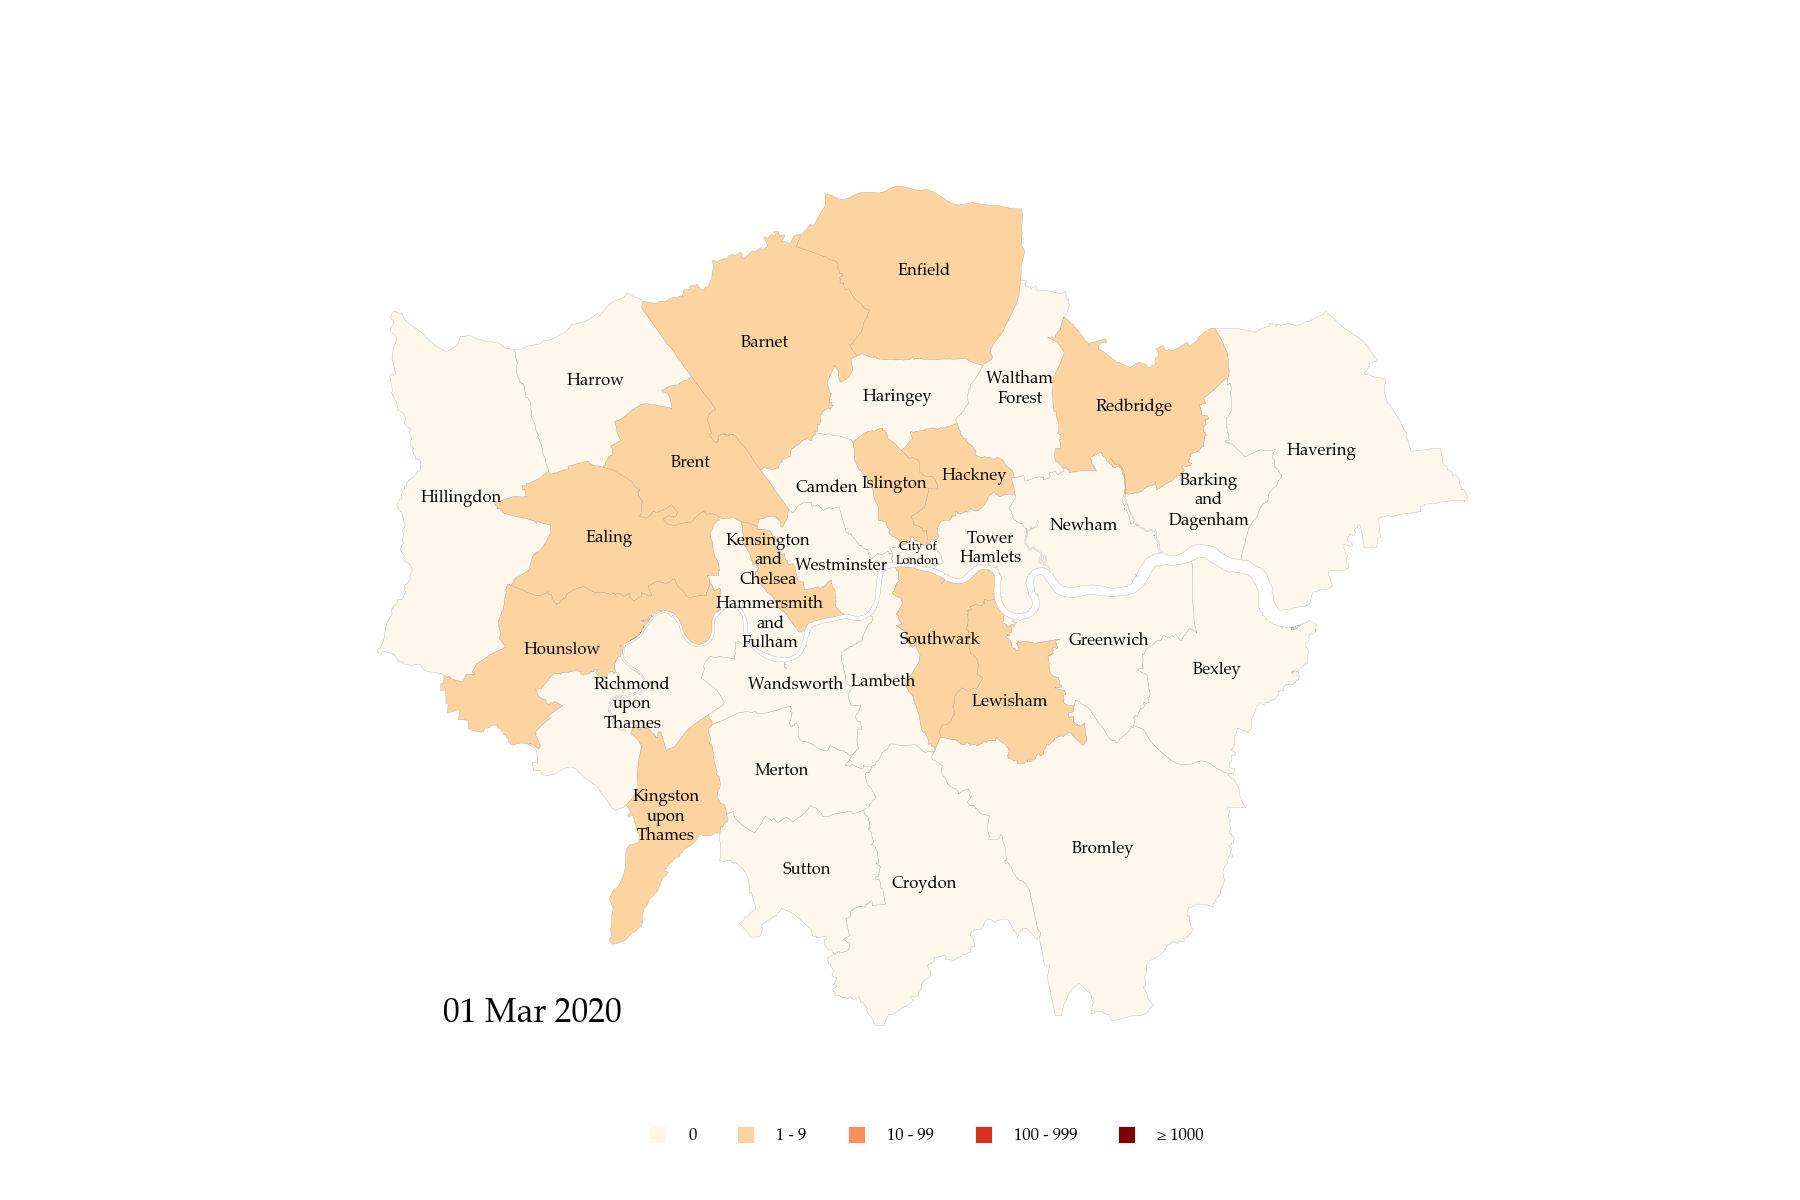 Enfield
Barnet
Harrow
Haringey
Waltham
Forest
Redbridge
Havering
Brent
Hillingdon
Camden
Islington
Hackney
Barking
and
Dagenham
Newham
Ealing
Kensington
and
Chelsea
Westminster
City of
London
Tower
Hamlets
Hammersmith
and
Fulham
Hounslow
Southwark
Greenwich
Bexley
Richmond
upon
Thames
Wandsworth
Lambeth
Lewisham
Merton
Kingston
upon
Thames
Sutton
Croydon
Bromley
01 Mar 2020
0
1 - 9
10 - 99
100 - 999
≥ 1000